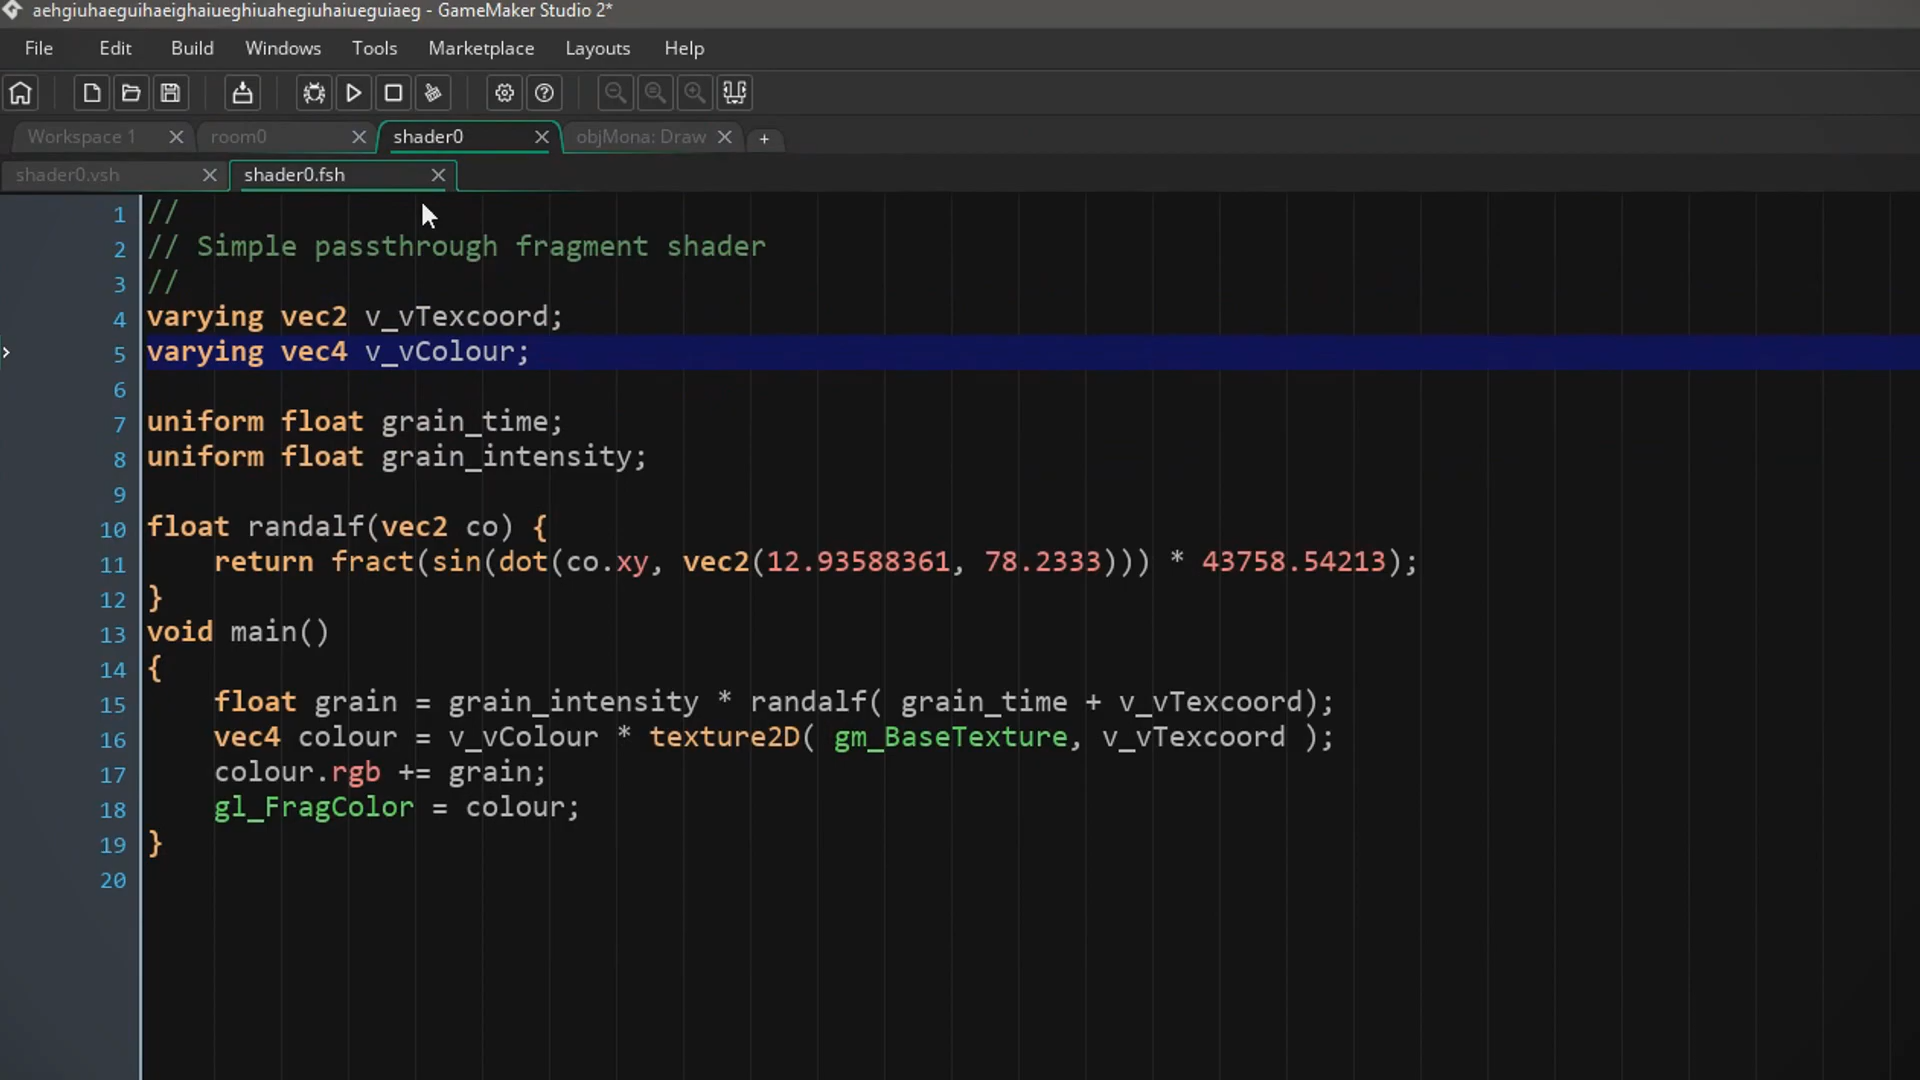 aehgiuhaeguihaeighaiueghiuahegiuhaiueguiaeg - GameMaker Studio 2*
File Edit Build Windows Tools Marketplace Layouts Help
Workspace 1 room0 shader0 objMona: Draw +
shader0.vsh shader0.fsh
1 //
2 // Simple passthrough fragment shader
3 //
4 varying vec2 v_vTexcoord;
5 varying vec4 v_vColour;
6
7 uniform float grain_time;
8 uniform float grain_intensity;
9
10 float randalf(vec2 co) {
11 return fract(sin(dot(co.xy, vec2(12.93588361, 78.2333))) * 43758.54213);
12 }
13 void main()
14 {
15 float grain = grain_intensity * randalf( grain_time + v_vTexcoord);
16 vec4 colour = v_vColour * texture2D( gm_BaseTexture, v_vTexcoord );
17 colour.rgb += grain;
18 gl_FragColor = colour;
19 }
20